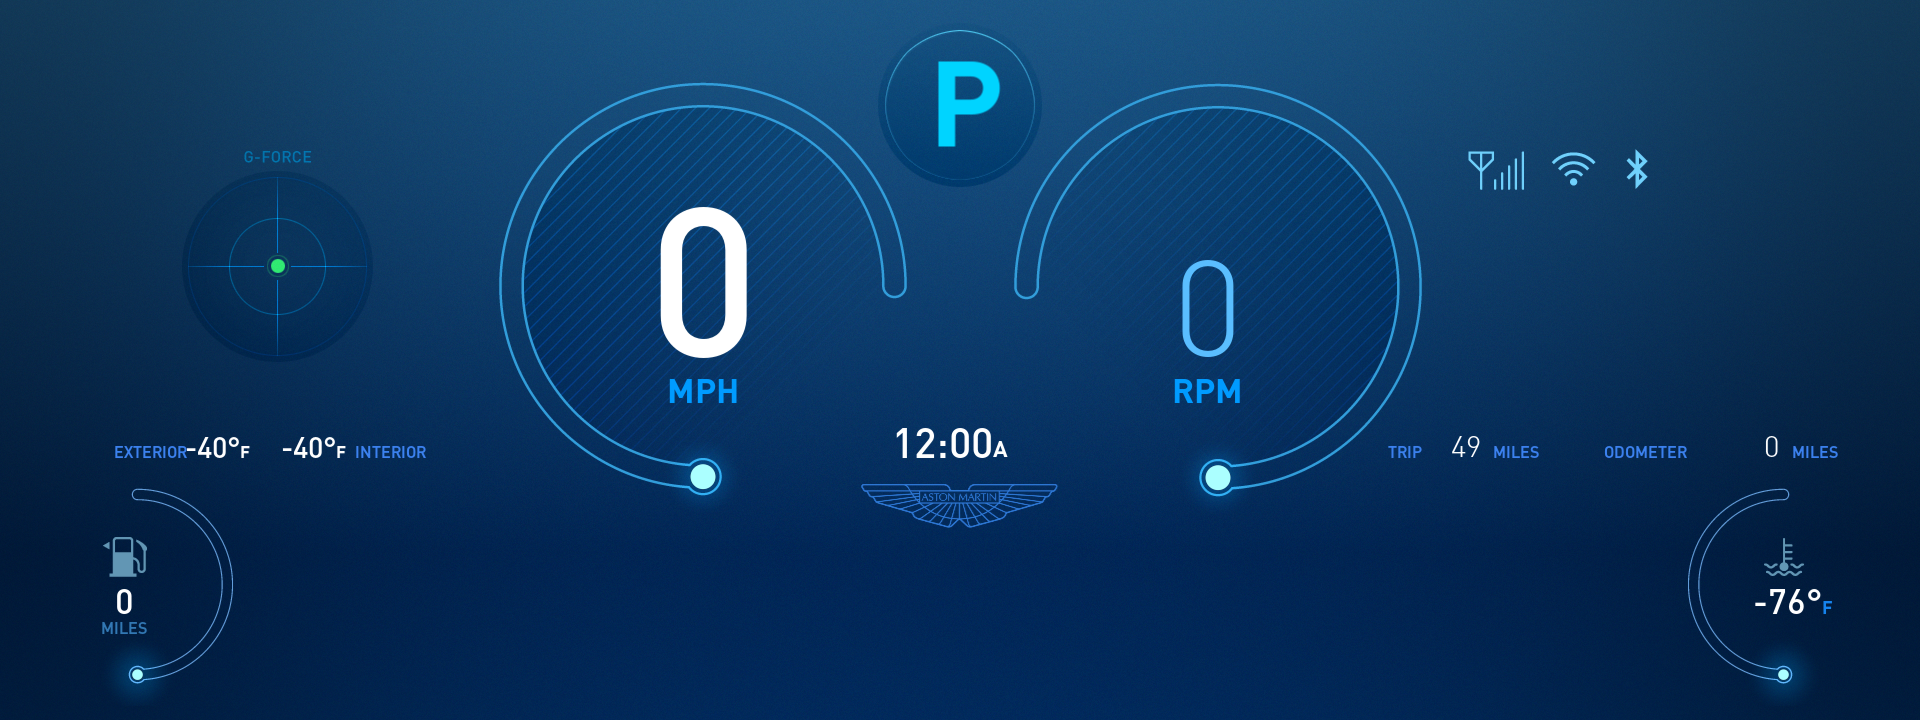 P
G-FORCE
0
MPH
0
RPM
EXTERIOR -40°F -40°F INTERIOR
12:00A
TRIP 49 MILES ODOMETER 0 MILES
ASTON MARTIN
0
MILES
-76°F